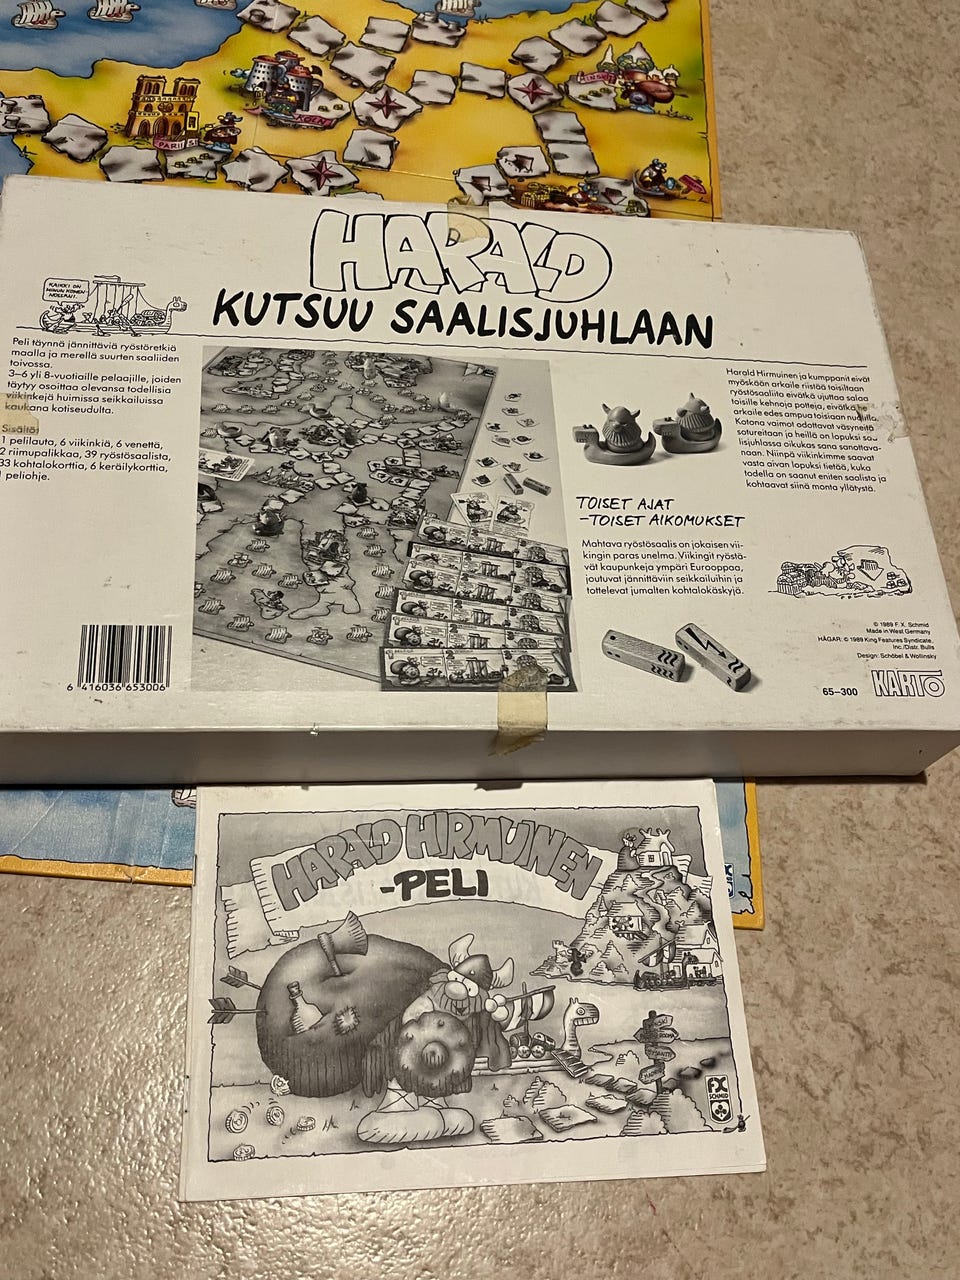 PARIISI
KÖLN
MINSK
HARALD
KUTSUU SAALISJUHLAAN
KAIKKI ON
Peli täynnä jännittäviä ryöstöretkiä
maalla ja merellä suurten saaliiden
toivossa.
3–6 yli 8-vuotiaille pelaajille, joiden
täytyy osoittaa olevansa todellisia
viikinkejä huimissa seikkailuissa
kaukana kotiseudulta.
Sisältö:
1 pelilauta, 6 viikinkiä, 6 venettä,
2 riimupalikkaa, 39 ryöstösaalista,
33 kohtalokorttia, 6 keräilykorttia,
1 peliohje.
Harald Hirmuinen ja kumppanit eivät
myöskään arkaile riistää toisiltaan
ryöstösaaliita eivätkä ujuttaa salaa
toisille kehnoja potteja, eivätkä he
arkaile edes ampua toisiaan nuolilla.
Katona vaimot odottavat väsyneitä
sotureitaan ja heillä on lopuksi saa
lisjuhlassa oikukas sana sanottava-
naan. Niinpä viikinkimme saavat
vasta aivan lopuksi tietää, kuka
todella on saanut eniten saalista ja
kohtaavat siinä monta yllätystä.
TOISET AJAT
–TOISET AIKOMUKSET
Mahtava ryöstösaalis on jokaisen vii-
kingin paras unelma. Viikingit ryöstä-
vät kaupunkeja ympäri Eurooppaa,
joutuvat jännittäviin seikkailuihin ja
tottelevat jumalten kohtalokäskyjä.
© 1989 F. X. Schmid
Made in West Germany
HÄGAR: © 1989 King Features Syndicate,
Inc./Distr. Bulls
Design: Schöbel & Wollinsky
65–300 KARTO
6 416036 653006
HARALD HIRMUINEN
-PELI
FX
SCHMID